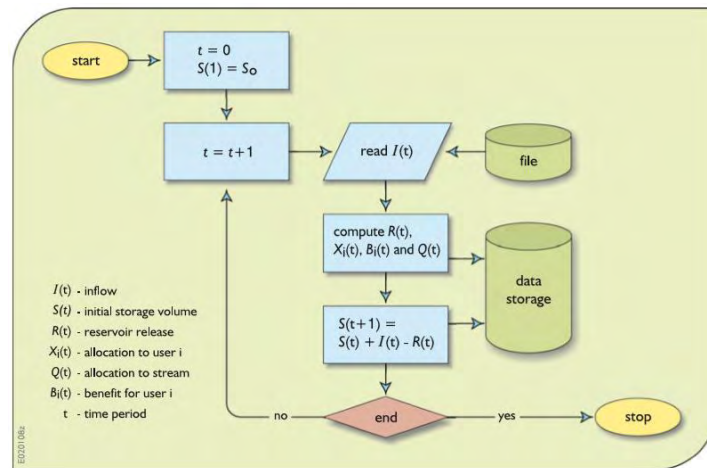 start
t = 0
S(1) = So
t = t+1
read I(t)
file
compute R(t),
Xi(t), Bi(t) and Q(t)
data
storage
S(t+1) =
S(t) + I(t) - R(t)
no
end
yes
stop
I(t) - inflow
S(t) - initial storage volume
R(t) - reservoir release
Xi(t) - allocation to user i
Q(t) - allocation to stream
Bi(t) - benefit for user i
t - time period
E020108z